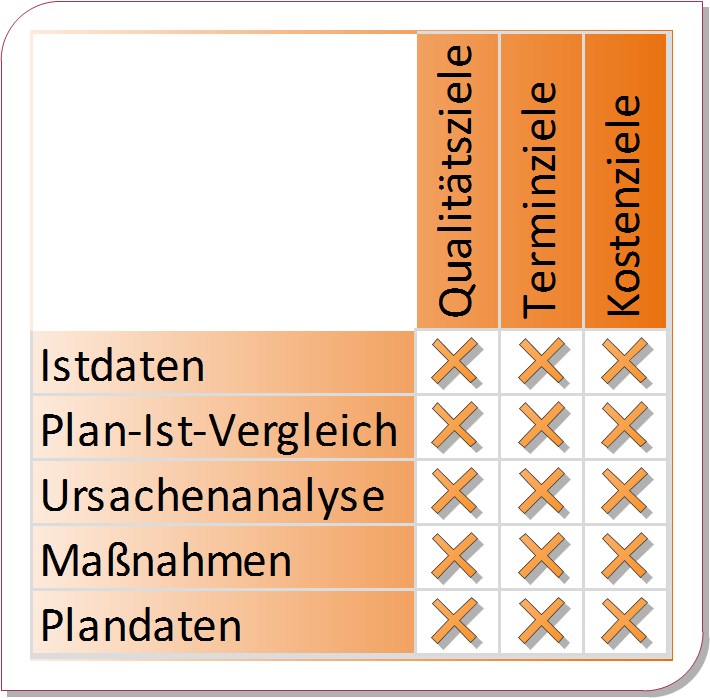 Qualitätsziele
Terminziele
Kostenziele
Istdaten
Plan-Ist-Vergleich
Ursachenanalyse
Maßnahmen
Plandaten